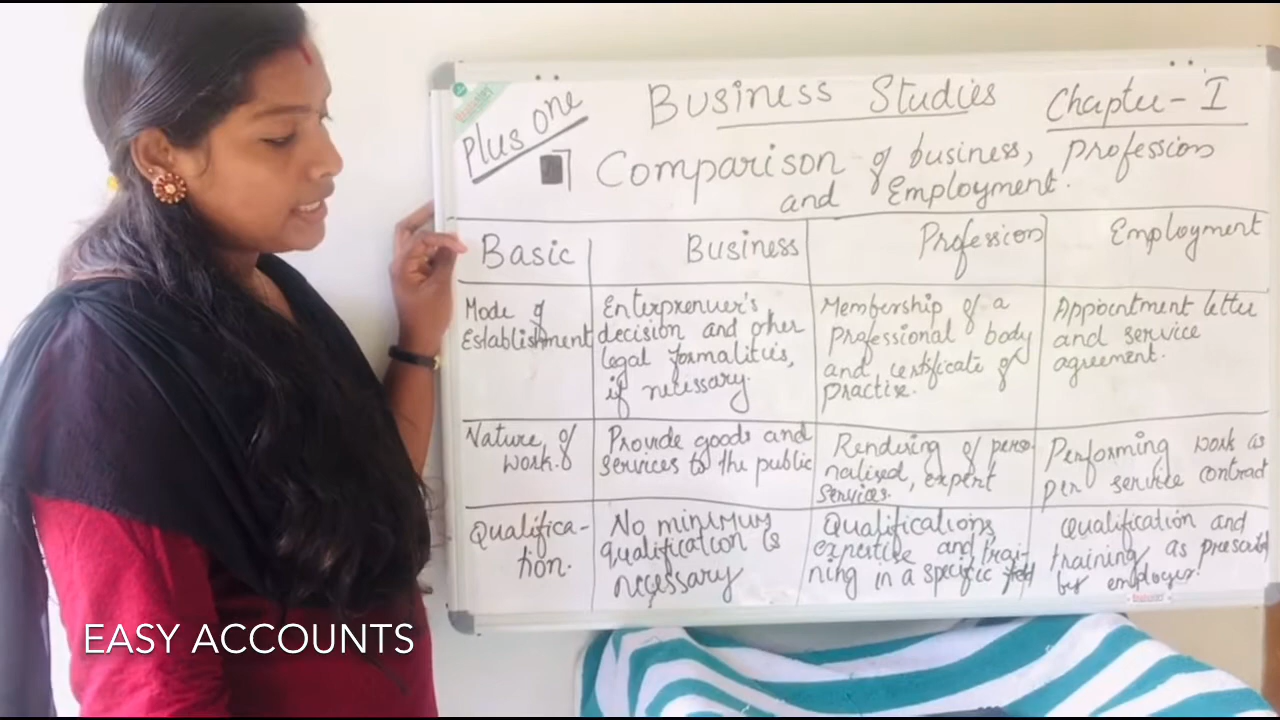 Plus one
Business Studies
Chapter - I
Comparison of business, profession
and Employment.
Basic
Business
Profession
Employment
Mode of
Establishment
Enterprenuer's
decision and other
legal formalities,
if necessary.
Membership of a
professional body
and certificate of
practice.
Appointment letter
and service
agreement.
Nature of
work.
Provide goods and
services to the public
Rendering of perso-
nalised, expert
services.
Performing work as
per service contract
Qualifica-
tion.
No minimum
qualification is
necessary
Qualifications,
expertise and trai-
ning in a specific field
Qualification and
training as prescribed
by employer.
EASY ACCOUNTS